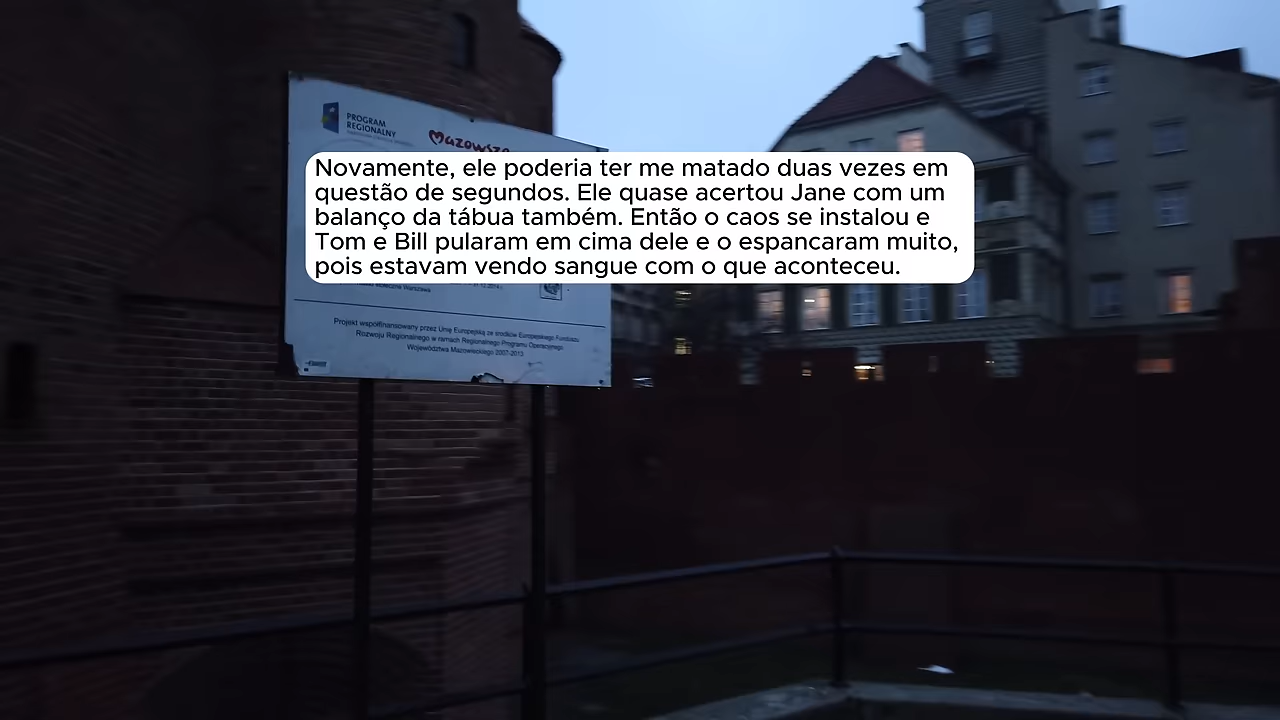 PROGRAM
REGIONALNY
Mazowsze
Novamente, ele poderia ter me matado duas vezes em
questão de segundos. Ele quase acertou Jane com um
balanço da tábua também. Então o caos se instalou e
Tom e Bill pularam em cima dele e o espancaram muito,
pois estavam vendo sangue com o que aconteceu.
Warszawa
Projekt współfinansowany przez Unię Europejską ze środków Europejskiego Funduszu
Rozwoju Regionalnego w ramach Regionalnego Programu Operacyjnego
Województwa Mazowieckiego 2007-2013